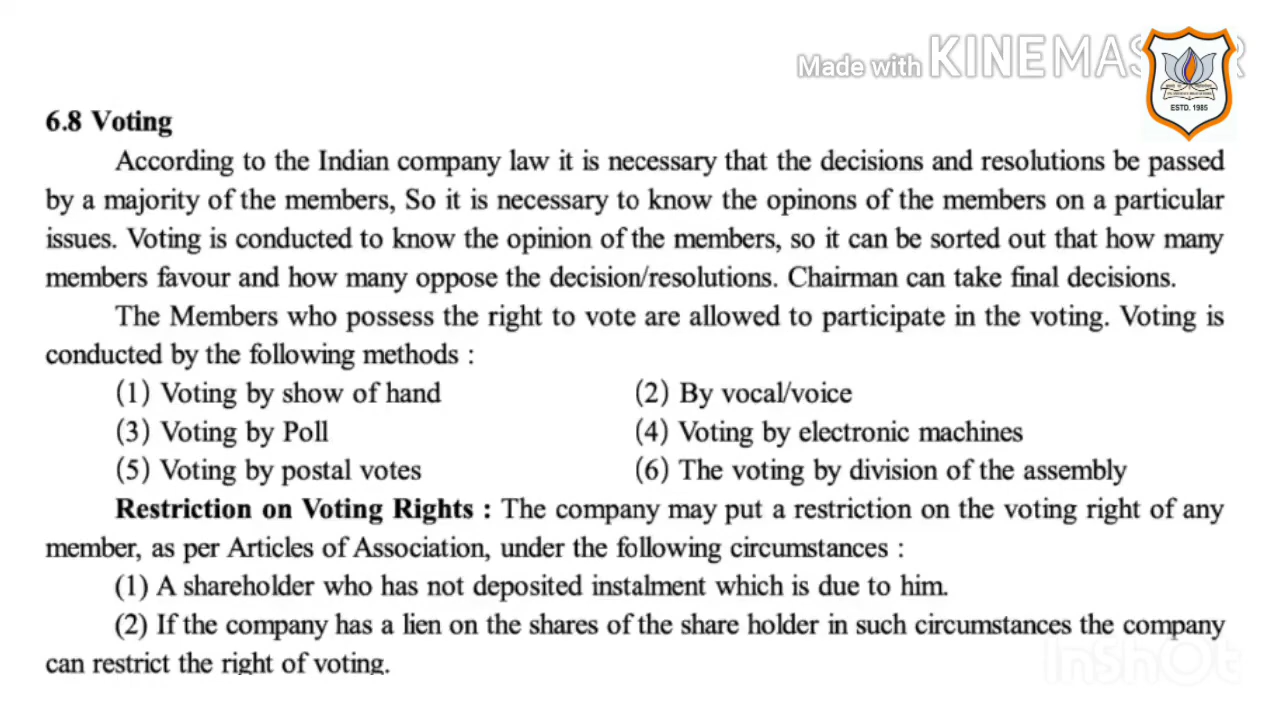 Made with KINEMAS
ESTD. 1985
6.8 Voting
According to the Indian company law it is necessary that the decisions and resolutions be passed
by a majority of the members, So it is necessary to know the opinons of the members on a particular
issues. Voting is conducted to know the opinion of the members, so it can be sorted out that how many
members favour and how many oppose the decision/resolutions. Chairman can take final decisions.
The Members who possess the right to vote are allowed to participate in the voting. Voting is
conducted by the following methods :
(1) Voting by show of hand (2) By vocal/voice
(3) Voting by Poll (4) Voting by electronic machines
(5) Voting by postal votes (6) The voting by division of the assembly
Restriction on Voting Rights : The company may put a restriction on the voting right of any
member, as per Articles of Association, under the following circumstances :
(1) A shareholder who has not deposited instalment which is due to him.
(2) If the company has a lien on the shares of the share holder in such circumstances the company
can restrict the right of voting.
InshOt